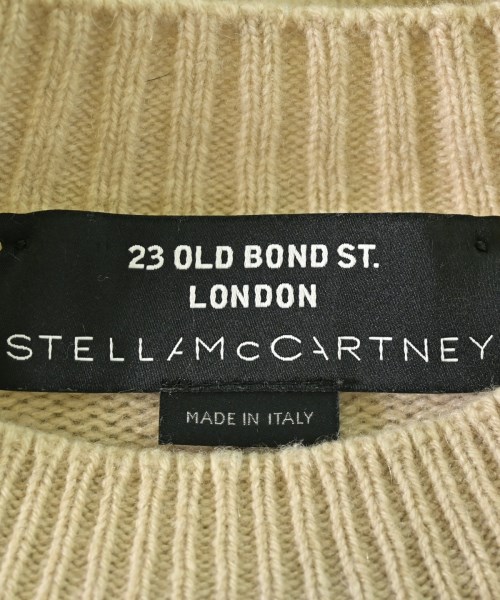 23 OLD BOND ST.
LONDON
STELLAMcCARTNEY
MADE IN ITALY